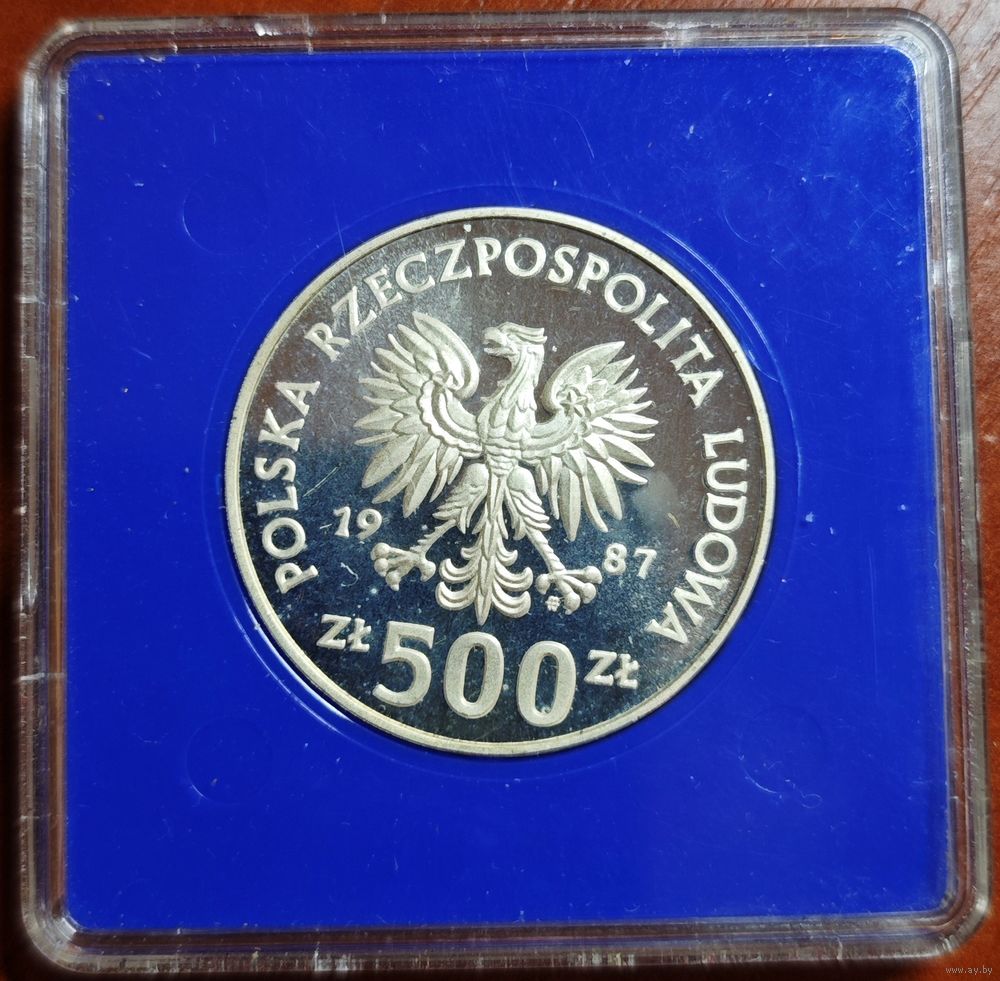 POLSKA RZECZPOSPOLITA LUDOWA
19 87
ZŁ 500 ZŁ
www.ay.by